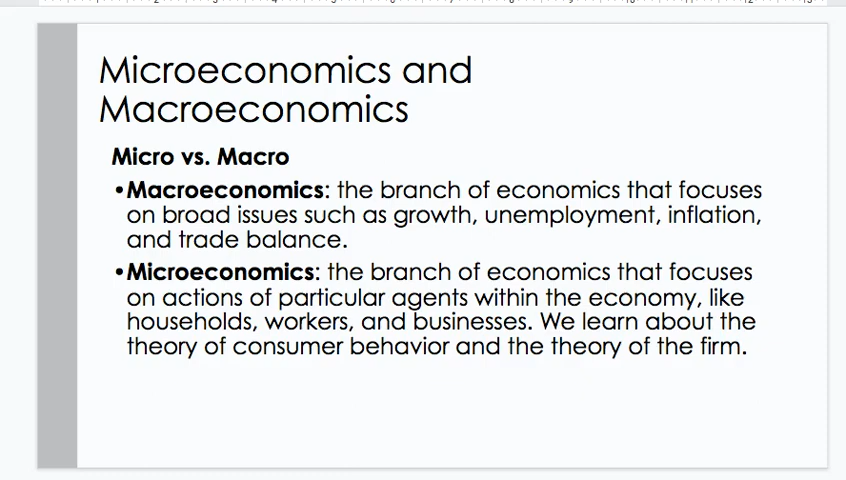 Microeconomics and
Macroeconomics
Micro vs. Macro
•Macroeconomics: the branch of economics that focuses
on broad issues such as growth, unemployment, inflation,
and trade balance.
•Microeconomics: the branch of economics that focuses
on actions of particular agents within the economy, like
households, workers, and businesses. We learn about the
theory of consumer behavior and the theory of the firm.